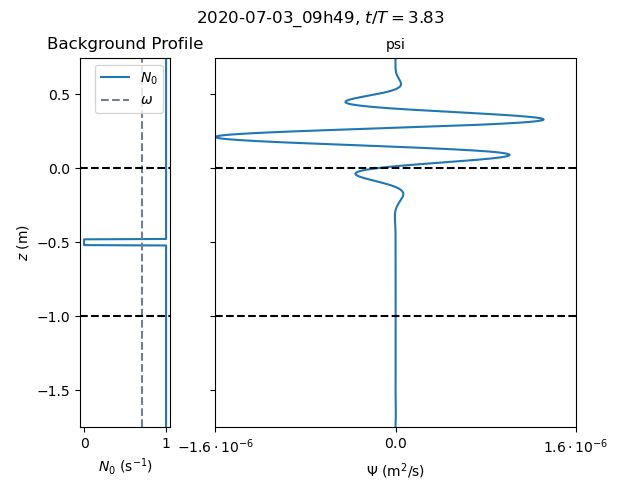 2020-07-03_09h49, t/T = 3.83
Background Profile
psi
N₀
ω
0.5
0.0
−0.5
−1.0
−1.5
z (m)
0
1
N₀ (s⁻¹)
−1.6 · 10⁻⁶
0.0
1.6 · 10⁻⁶
Ψ (m²/s)